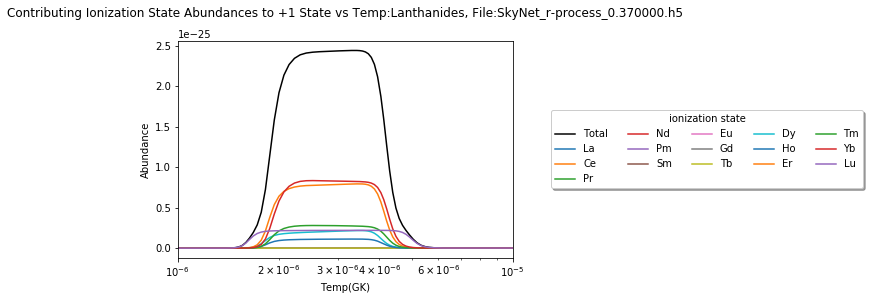 Contributing Ionization State Abundances to +1 State vs Temp:Lanthanides, File:SkyNet_r-process_0.370000.h5
1e−25
2.5
2.0
1.5
1.0
0.5
0.0
Abundance
10⁻⁶
2 × 10⁻⁶
3 × 10⁻⁶
4 × 10⁻⁶
6 × 10⁻⁶
10⁻⁵
Temp(GK)
ionization state
Total Nd Eu Dy Tm
La Pm Gd Ho Yb
Ce Sm Tb Er Lu
Pr